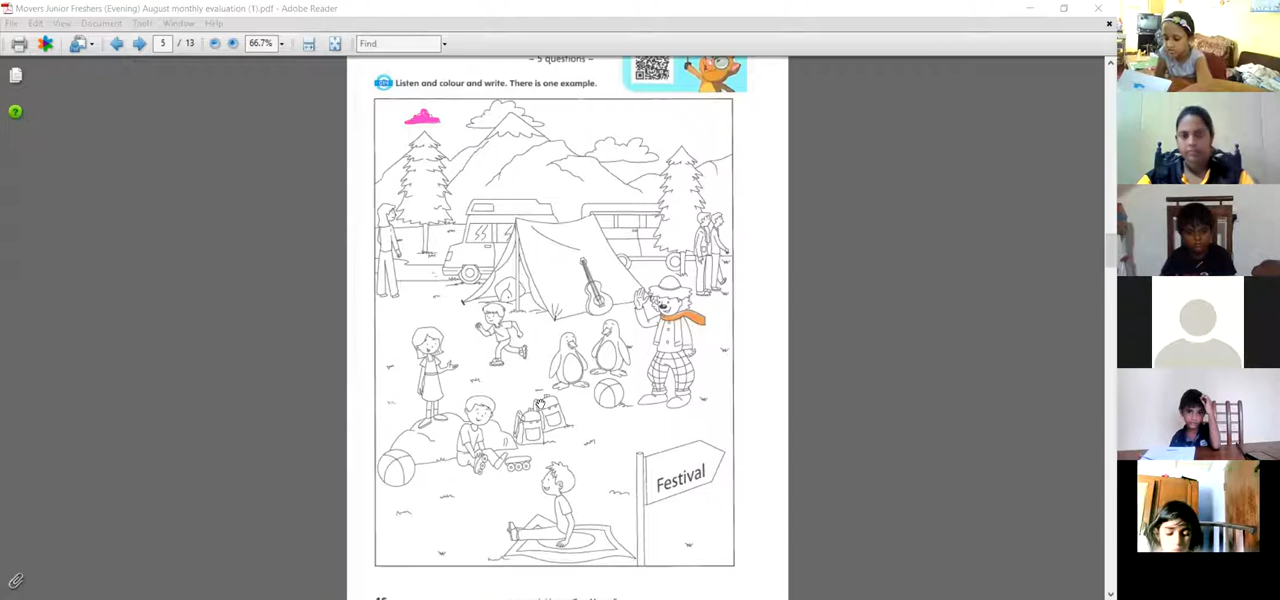 Movers Junior Freshers (Evening) August monthly evaluation (1).pdf - Adobe Reader
File Edit View Document Tools Window Help
5 / 13 66.7% Find
– 5 questions –
Listen and colour and write. There is one example.
Festival